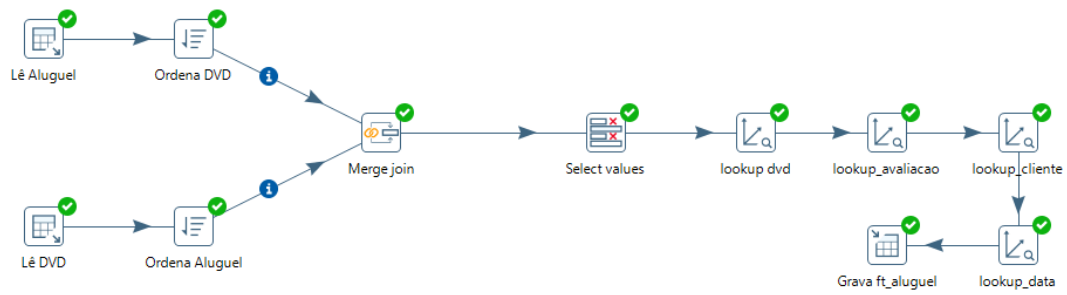 Lê Aluguel
Ordena DVD
Merge join
Select values
lookup dvd
lookup_avaliacao
lookup_cliente
Lê DVD
Ordena Aluguel
Grava ft_aluguel
lookup_data